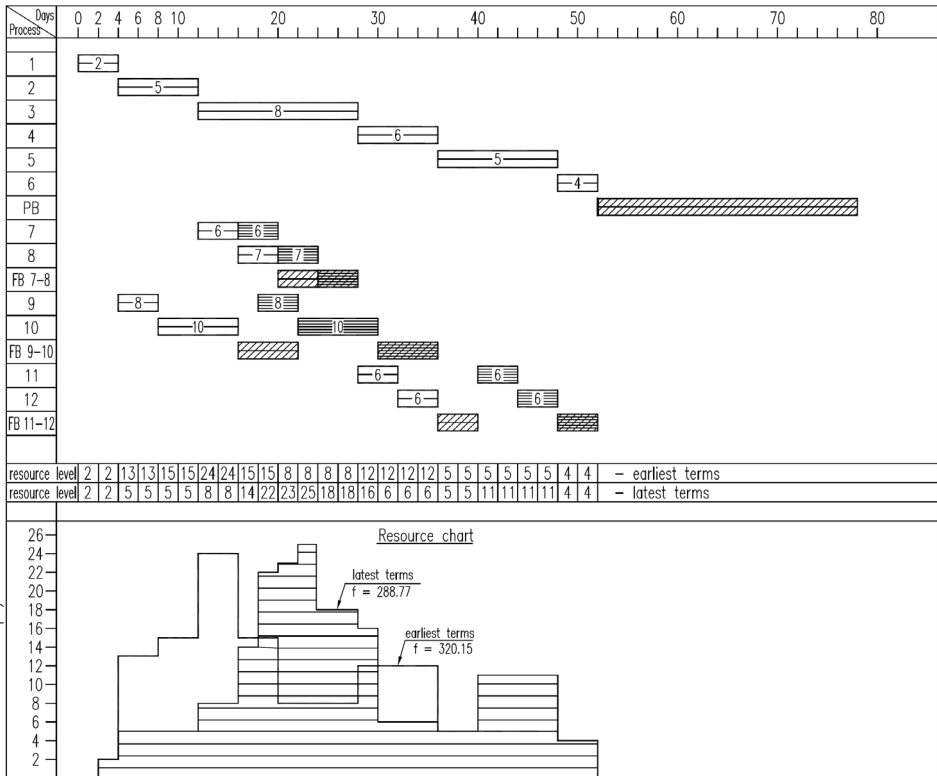 Days 0 2 4 6 8 10 20 30 40 50 60 70 80
Process
1 2
2 5
3 8
4 6
5 5
6 4
PB
7 6 6
8 7 7
FB 7-8
9 8 8
10 10 10
FB 9-10
11 6 6
12 6 6
FB 11-12
resource level 2 2 13 13 15 15 24 24 15 15 8 8 8 8 12 12 12 12 5 5 5 5 5 5 4 4 - earliest terms
resource level 2 2 5 5 5 5 8 8 14 22 23 25 18 18 16 6 6 6 5 5 11 11 11 11 4 4 - latest terms
Resource chart
26
24
22
latest terms
20
f = 288.77
18
16
earliest terms
14
f = 320.15
12
10
8
6
4
2